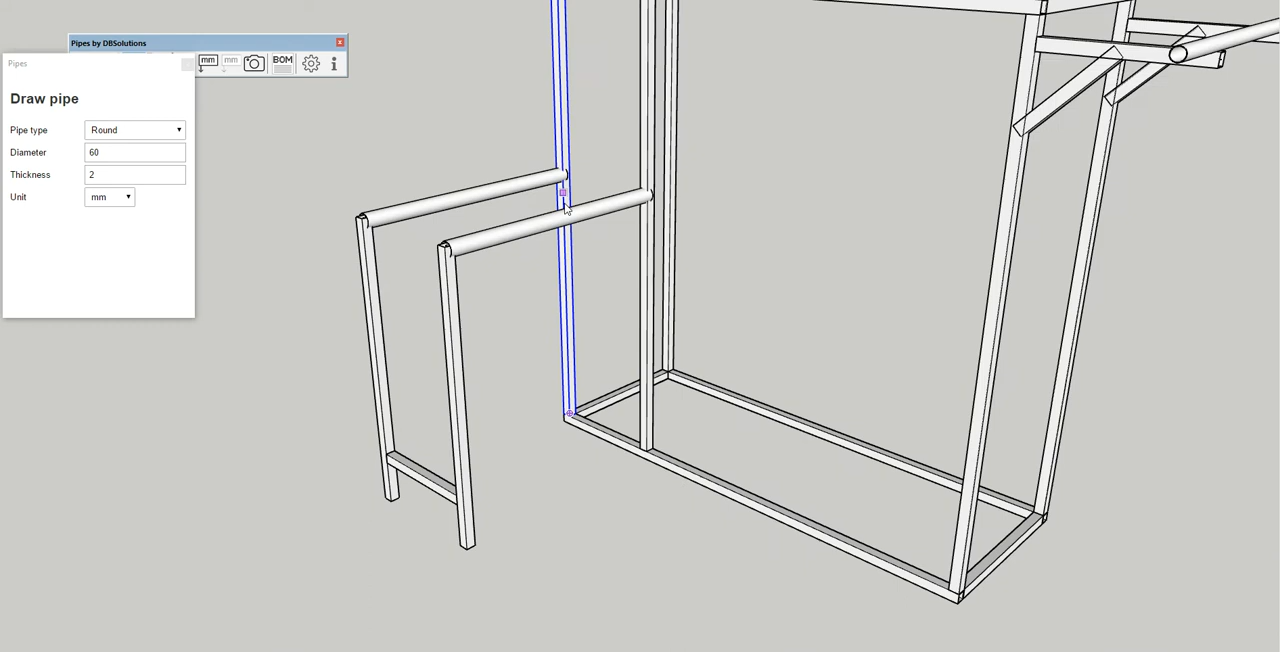 Pipes by DBSolutions
mm mm BOM
Pipes
Draw pipe
Pipe type Round
Diameter 60
Thickness 2
Unit mm